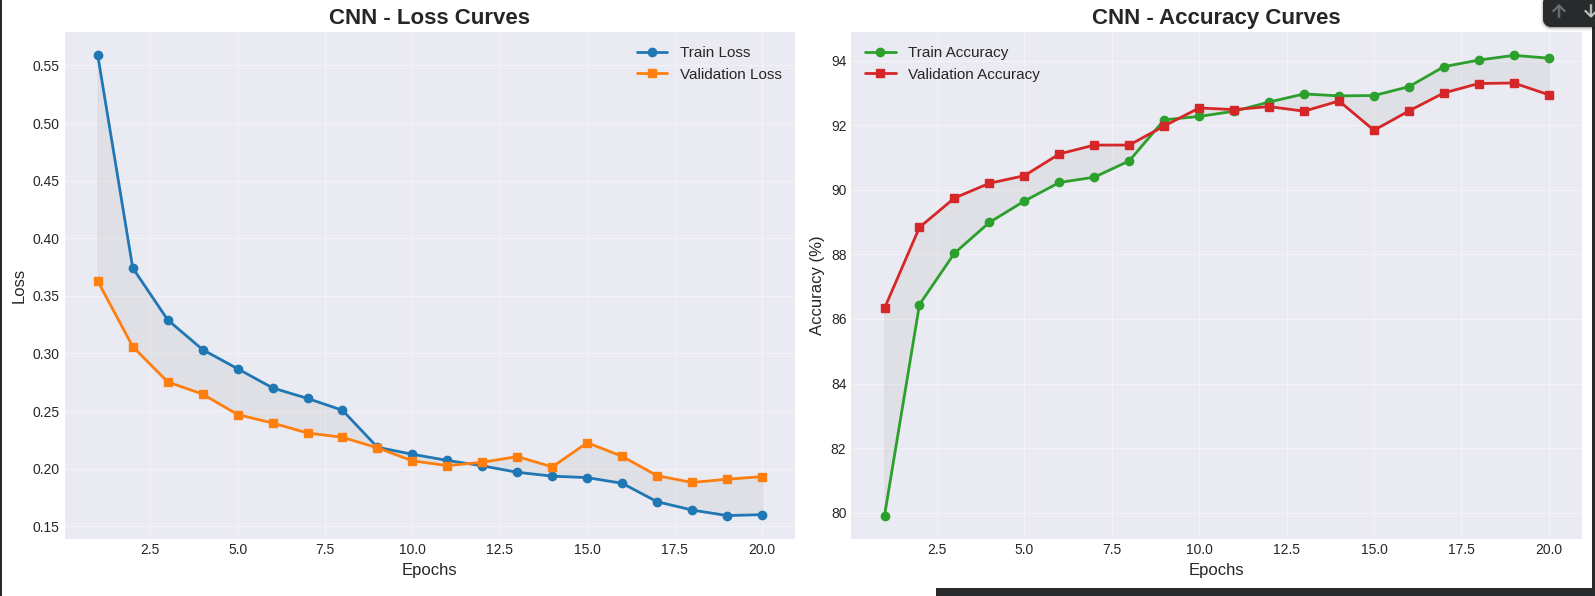 CNN - Loss Curves
Train Loss
Validation Loss
0.55
0.50
0.45
0.40
0.35
0.30
0.25
0.20
0.15
Loss
2.5 5.0 7.5 10.0 12.5 15.0 17.5 20.0
Epochs
CNN - Accuracy Curves
Train Accuracy
Validation Accuracy
94
92
90
88
86
84
82
80
Accuracy (%)
2.5 5.0 7.5 10.0 12.5 15.0 17.5 20.0
Epochs